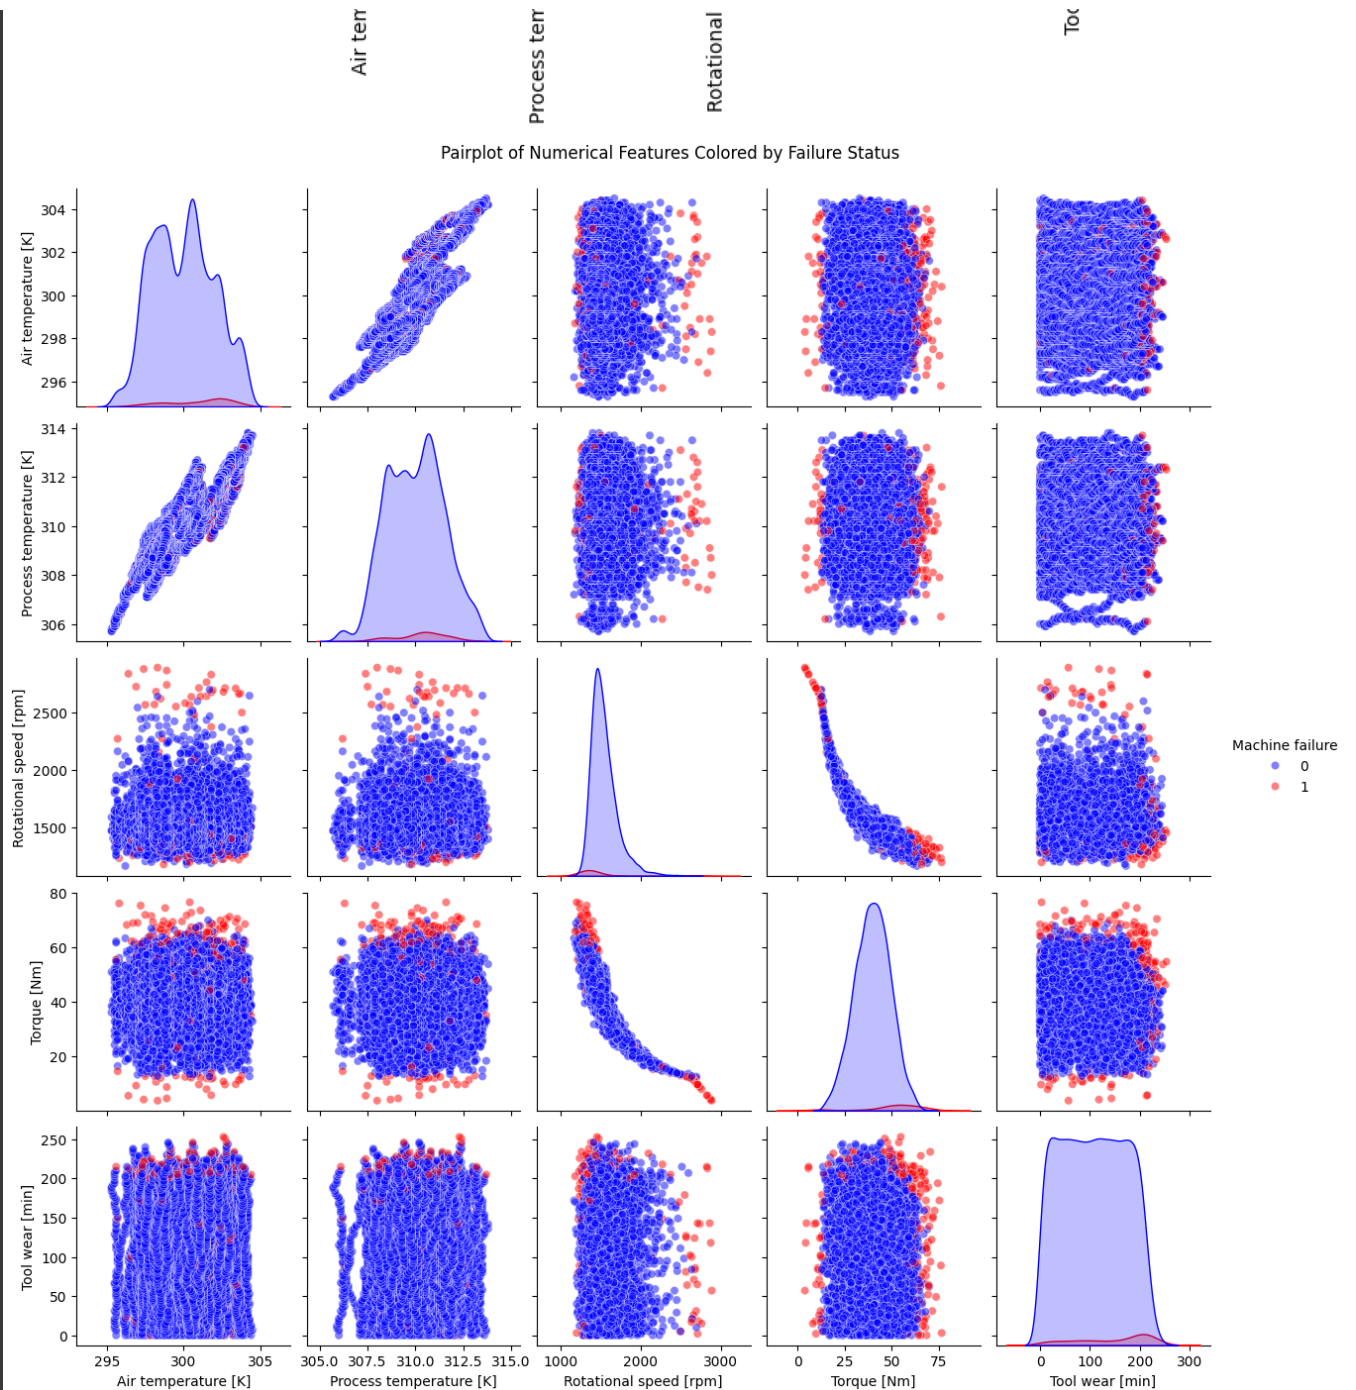 Air tem
Process tem
Rotational
Too
Pairplot of Numerical Features Colored by Failure Status
Air temperature [K]
304
302
300
298
296
Process temperature [K]
314
312
310
308
306
Rotational speed [rpm]
2500
2000
1500
Machine failure
0
1
Torque [Nm]
80
60
40
20
Tool wear [min]
250
200
150
100
50
0
295 300 305
305.0 307.5 310.0 312.5 315.0
1000 2000 3000
0 25 50 75
0 100 200 300
Air temperature [K]
Process temperature [K]
Rotational speed [rpm]
Torque [Nm]
Tool wear [min]